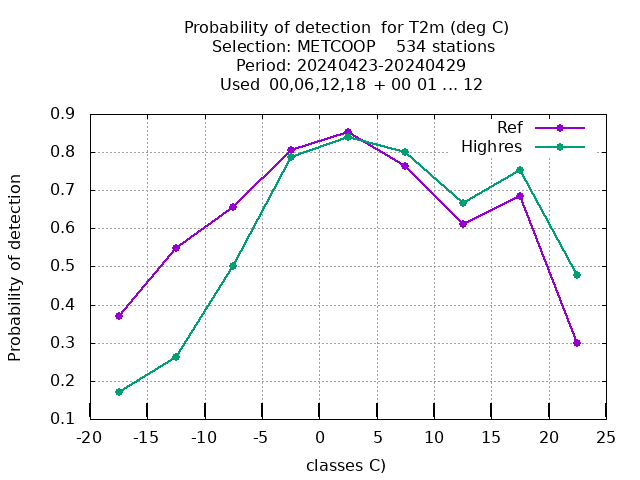 Probability of detection for T2m (deg C)
Selection: METCOOP 534 stations
Period: 20240423-20240429
Used 00,06,12,18 + 00 01 ... 12
Ref
Highres
Probability of detection
0.9
0.8
0.7
0.6
0.5
0.4
0.3
0.2
0.1
-20 -15 -10 -5 0 5 10 15 20 25
classes C)